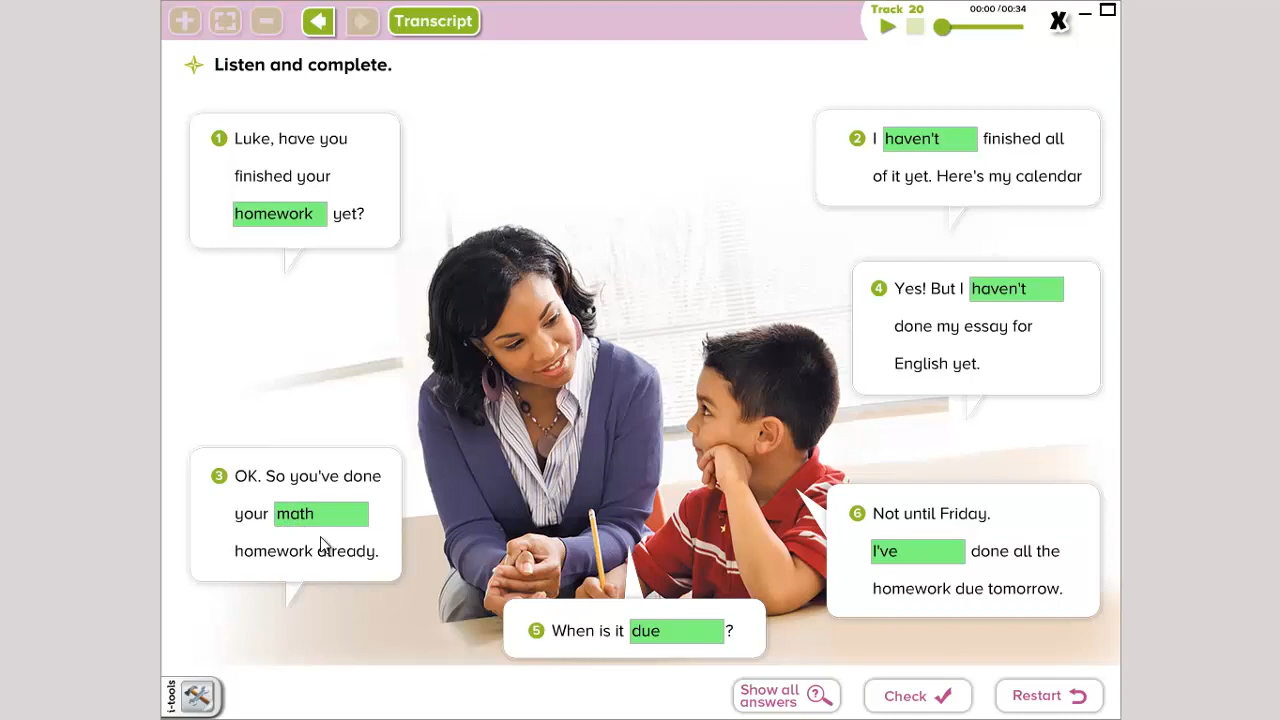 Transcript
Track 20
00:00 /00:34
X
Listen and complete.
1 Luke, have you
finished your
homework yet?
2 I haven't finished all
of it yet. Here's my calendar
3 OK. So you've done
your math
homework already.
4 Yes! But I haven't
done my essay for
English yet.
5 When is it due ?
6 Not until Friday.
I've done all the
homework due tomorrow.
i-tools
Show all
answers ?
Check
Restart